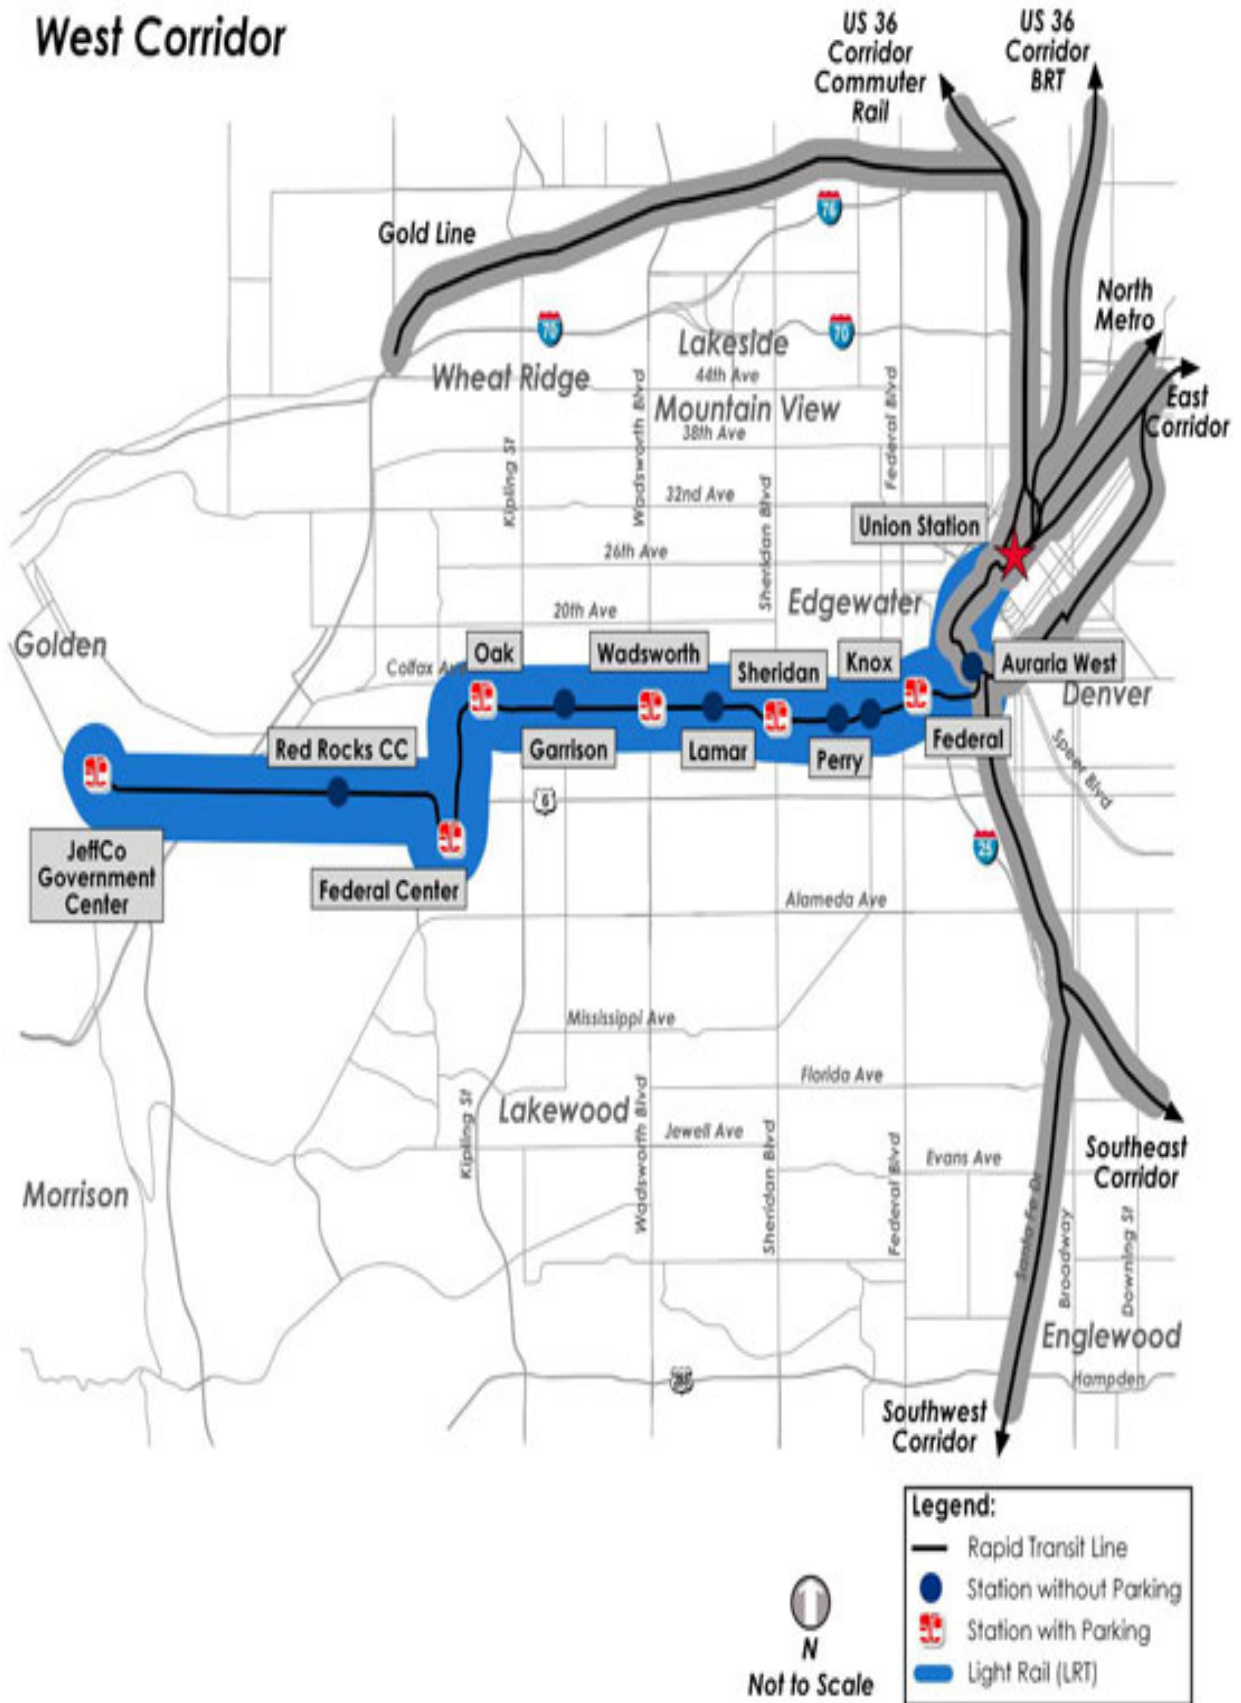 West Corridor
US 36
Corridor
Commuter
Rail
US 36
Corridor
BRT
Gold Line
76
North
Metro
70
70
Lakeside
Wheat Ridge
44th Ave
East
Corridor
Mountain View
38th Ave
Kipling St
Wadsworth Blvd
Federal Blvd
32nd Ave
Sheridan Blvd
Union Station
26th Ave
Edgewater
20th Ave
Golden
Colfax Ave
Oak
Wadsworth
Sheridan
Knox
Auraria West
Denver
Red Rocks CC
Garrison
Lamar
Perry
Federal
Speer Blvd
6
25
JeffCo
Government
Center
Federal Center
Alameda Ave
Mississippi Ave
Florida Ave
Kipling St
Lakewood
Wadsworth Blvd
Jewell Ave
Sheridan Blvd
Federal Blvd
Evans Ave
Southeast
Corridor
Morrison
Santa Fe Dr
Broadway
Downing St
Englewood
Hampden
Southwest
Corridor
Legend:
Rapid Transit Line
Station without Parking
Station with Parking
Light Rail (LRT)
N
Not to Scale